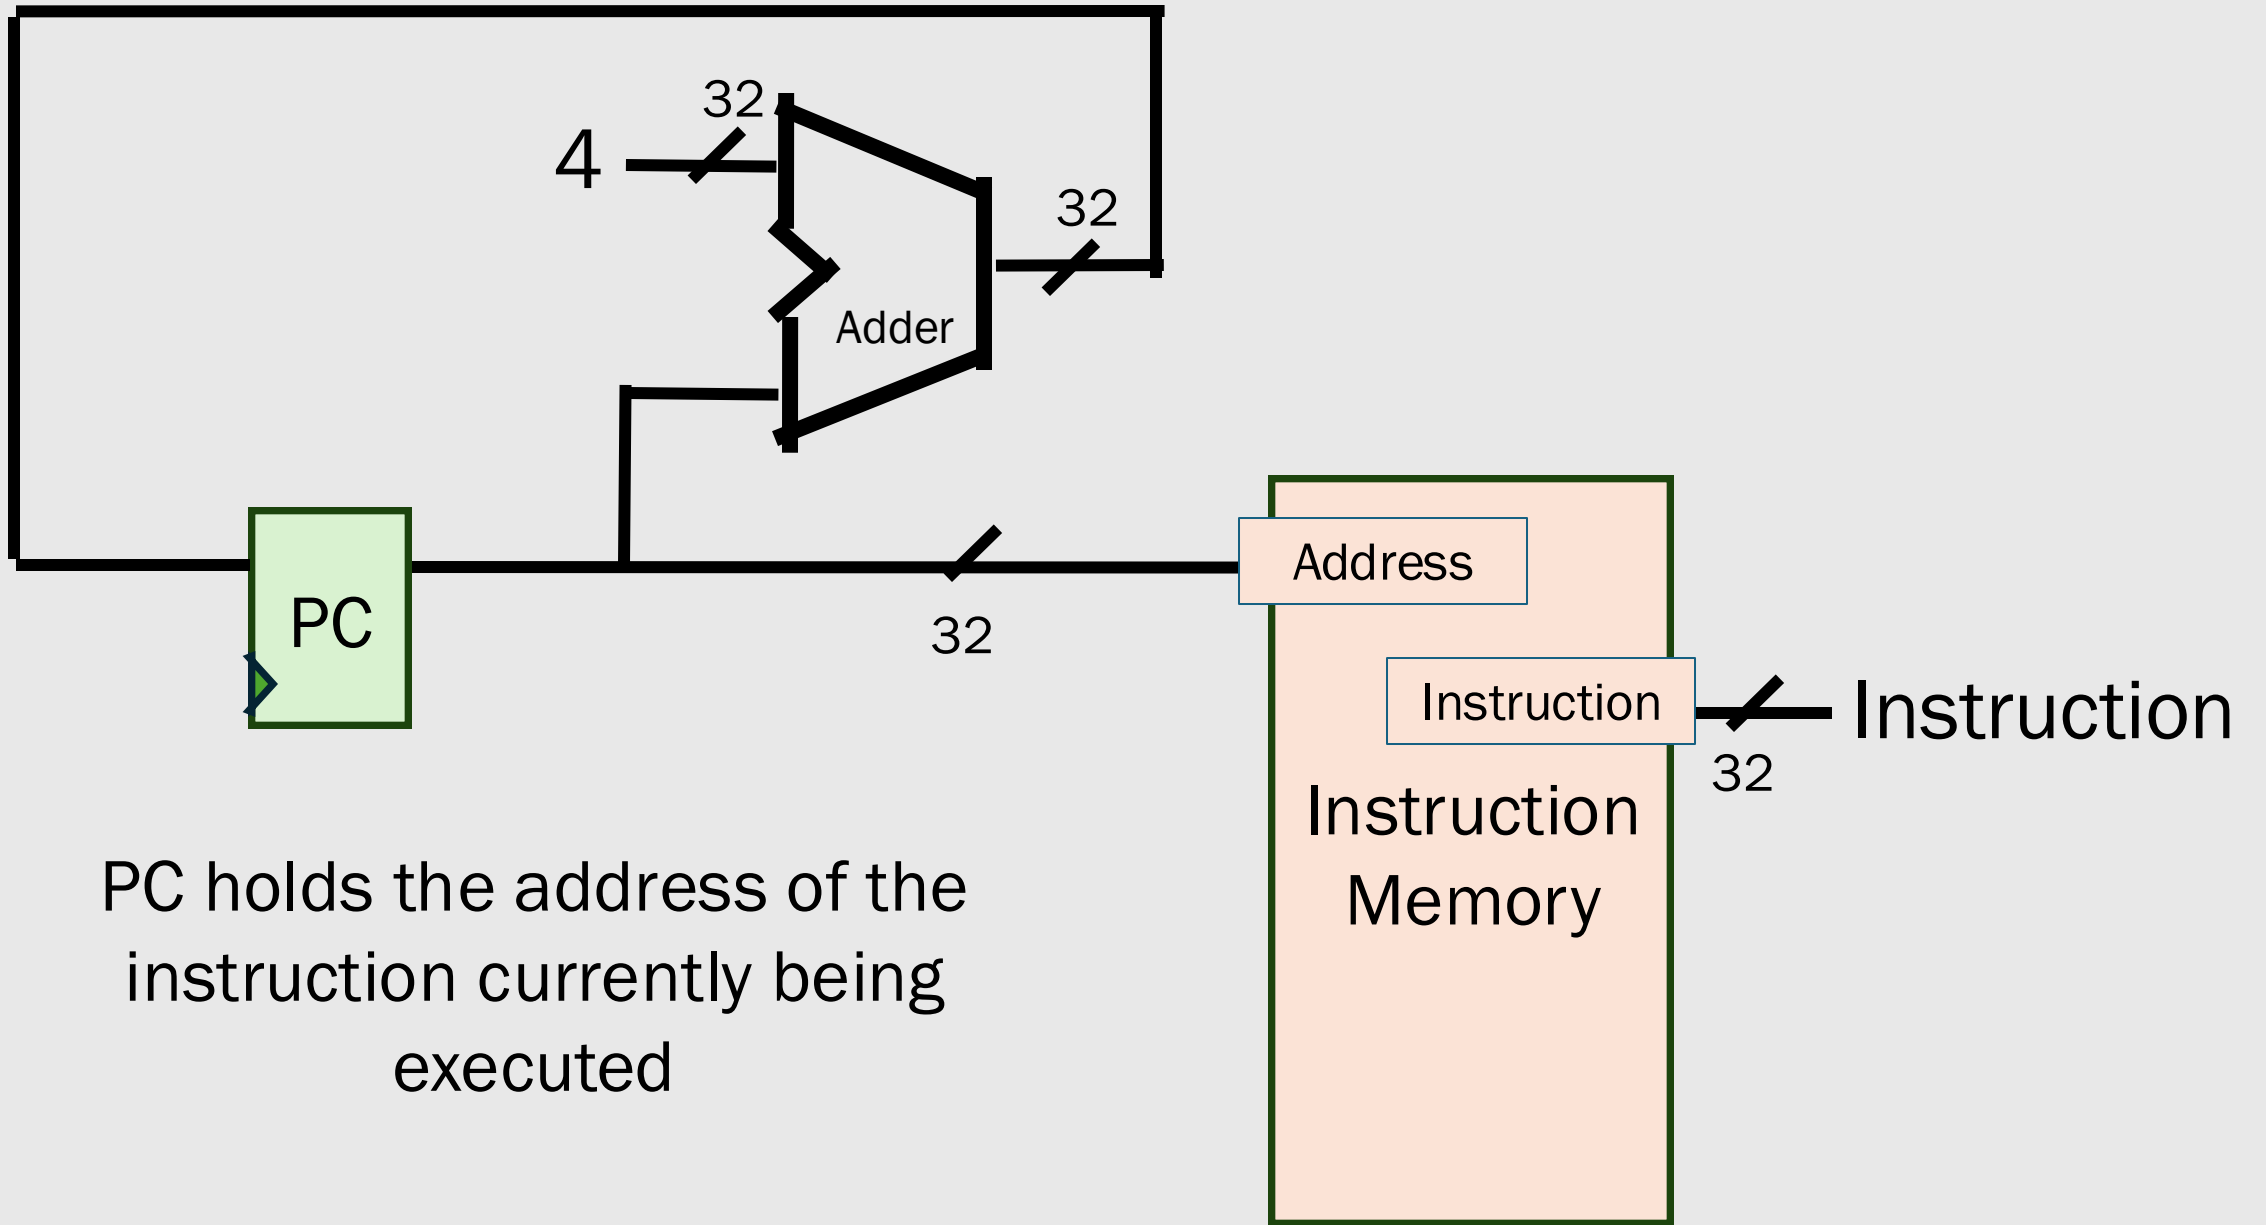 32
4
32
Adder
Address
PC
32
Instruction
Instruction
32
Instruction
Memory
PC holds the address of the
instruction currently being
executed